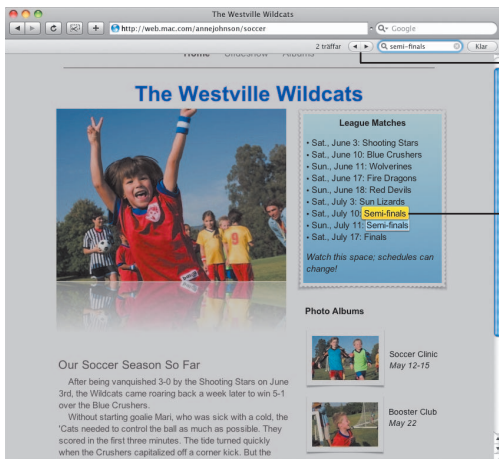 The Westville Wildcats
http://web.mac.com/annejohnson/soccer
Google
2 träffar
semi-finals
Klar
Home Slideshow Albums
The Westville Wildcats
League Matches
• Sat., June 3: Shooting Stars
• Sat., June 10: Blue Crushers
• Sun., June 11: Wolverines
• Sat., June 17: Fire Dragons
• Sun., June 18: Red Devils
• Sat., July 3: Sun Lizards
• Sat., July 10: Semi-finals
• Sun., July 11: Semi-finals
• Sat., July 17: Finals
Watch this space; schedules can
change!
Photo Albums
Soccer Clinic
May 12-15
Booster Club
May 22
Our Soccer Season So Far
After being vanquished 3-0 by the Shooting Stars on June
3rd, the Wildcats came roaring back a week later to win 5-1
over the Blue Crushers.
Without starting goalie Mari, who was sick with a cold, the
'Cats needed to control the ball as much as possible. They
scored in the first three minutes. The tide turned quickly
when the Crushers capitalized off a corner kick. But the